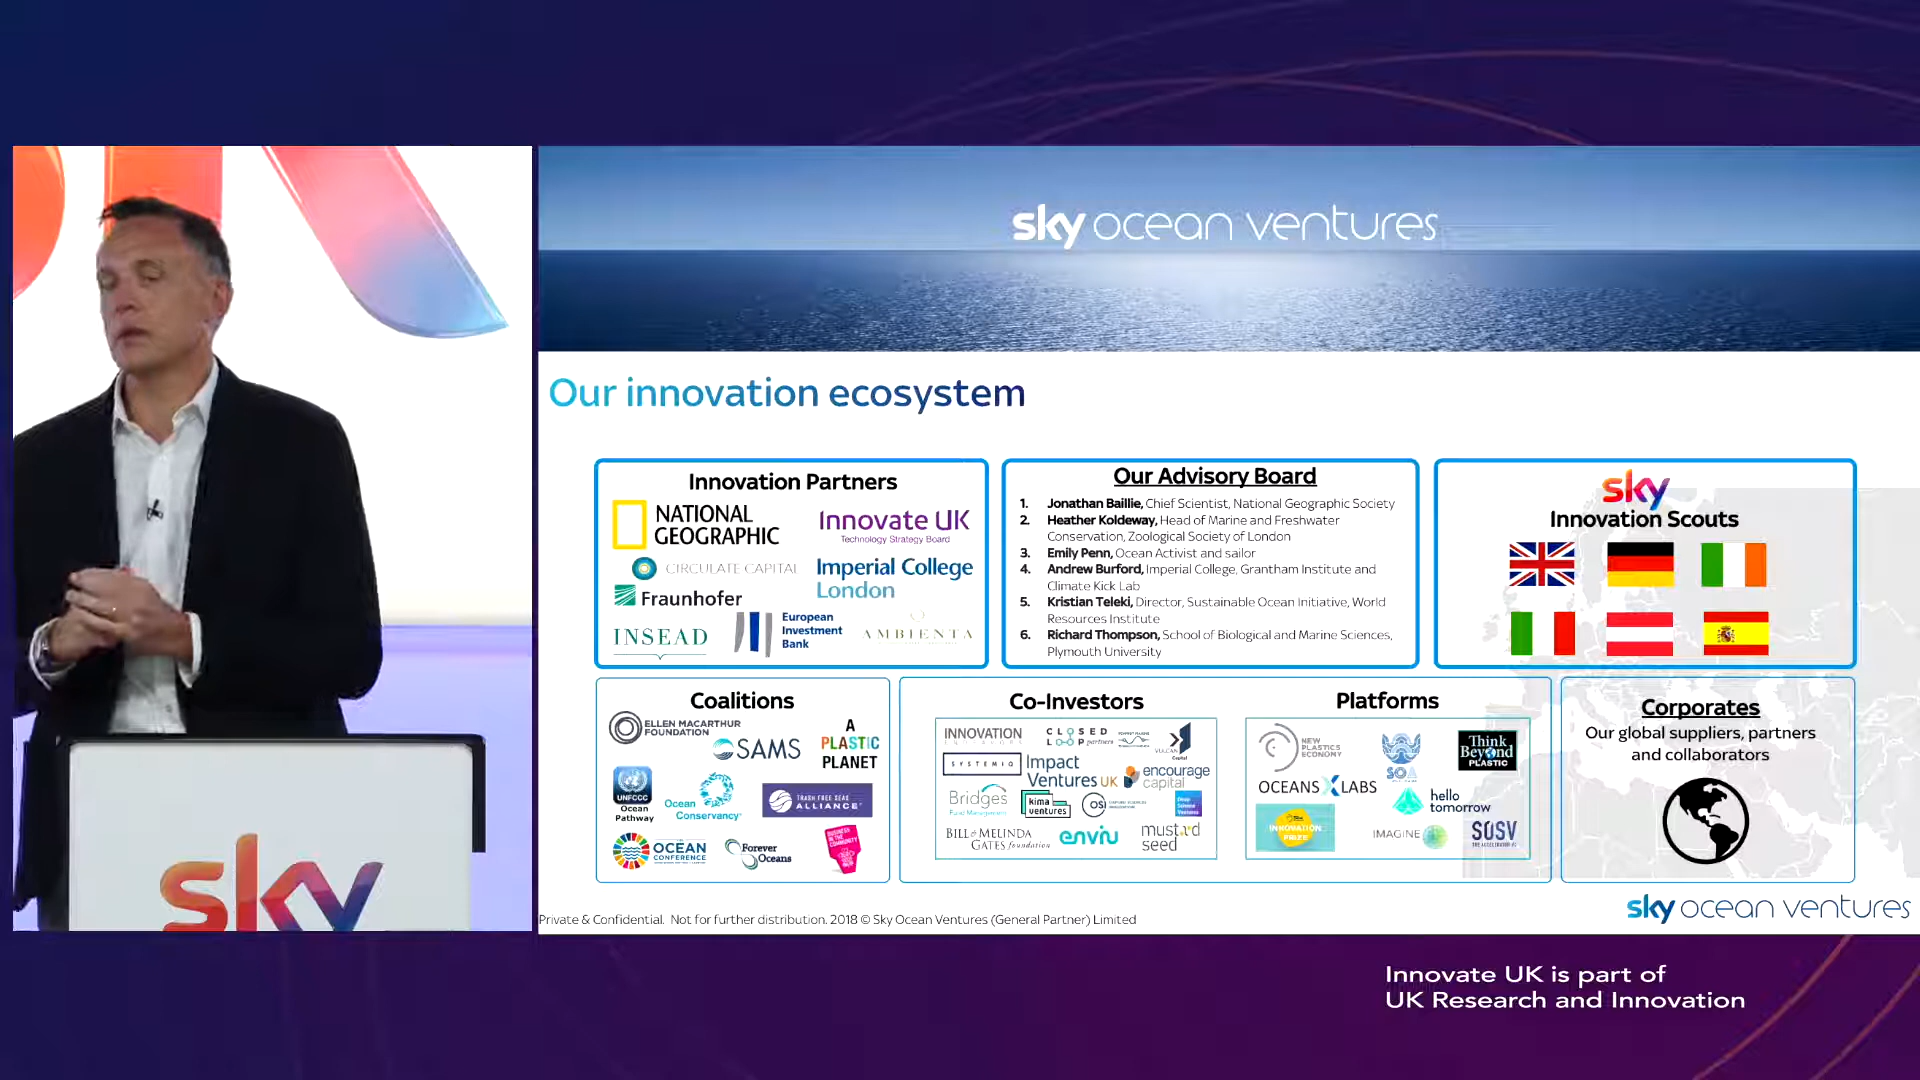 sky ocean ventures
Our innovation ecosystem
Innovation Partners
NATIONAL
GEOGRAPHIC
Innovate UK
Technology Strategy Board
CIRCULATE CAPITAL
Imperial College
London
Fraunhofer
INSEAD
European
Investment
Bank
AMBIENTA
Our Advisory Board
1. Jonathan Baillie, Chief Scientist, National Geographic Society
2. Heather Koldeway, Head of Marine and Freshwater
Conservation, Zoological Society of London
3. Emily Penn, Ocean Activist and sailor
4. Andrew Burford, Imperial College, Grantham Institute and
Climate Kick Lab
5. Kristian Teleki, Director, Sustainable Ocean Initiative, World
Resources Institute
6. Richard Thompson, School of Biological and Marine Sciences,
Plymouth University
sky
Innovation Scouts
Coalitions
ELLEN MACARTHUR
FOUNDATION
SAMS
A
PLASTIC
PLANET
UNFCCC
Ocean
Pathway
Ocean
Conservancy
TRASH FREE SEAS
ALLIANCE
OCEAN
CONFERENCE
Forever
Oceans
Co-Investors
INNOVATION
CLOSED
LOOP partners
VULCAN
Capital
SYSTEMIQ
Impact
Ventures UK
encourage
capital
Bridges
Fund Management
kima
ventures
OSI
Deep
Science
Ventures
BILL & MELINDA
GATES foundation
enviu
mustard
seed
Platforms
NEW
PLASTICS
ECONOMY
SOA
Think
Beyond
PLASTIC
OCEANS X LABS
hello
tomorrow
INNOVATION
PRIZE
IMAGINE
SOSV
Corporates
Our global suppliers, partners
and collaborators
sky ocean ventures
Private & Confidential. Not for further distribution. 2018 © Sky Ocean Ventures (General Partner) Limited
sky
Innovate UK is part of
UK Research and Innovation